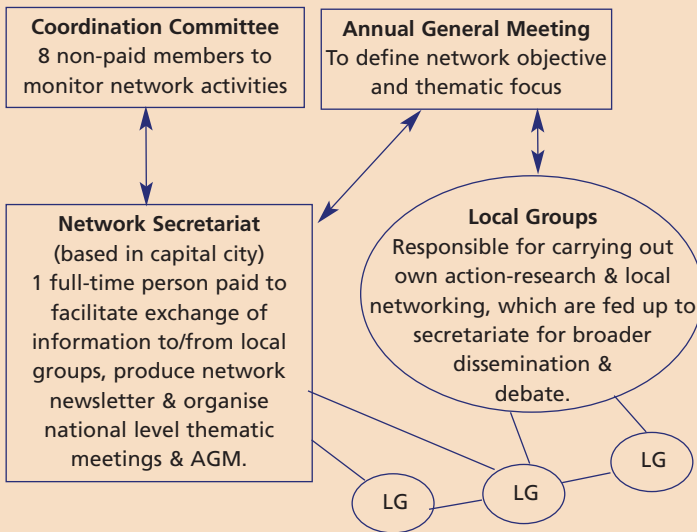 Coordination Committee
8 non-paid members to
monitor network activities
Annual General Meeting
To define network objective
and thematic focus
Network Secretariat
(based in capital city)
1 full-time person paid to
facilitate exchange of
information to/from local
groups, produce network
newsletter & organise
national level thematic
meetings & AGM.
Local Groups
Responsible for carrying out
own action-research & local
networking, which are fed up to
secretariate for broader
dissemination &
debate.
LG
LG
LG